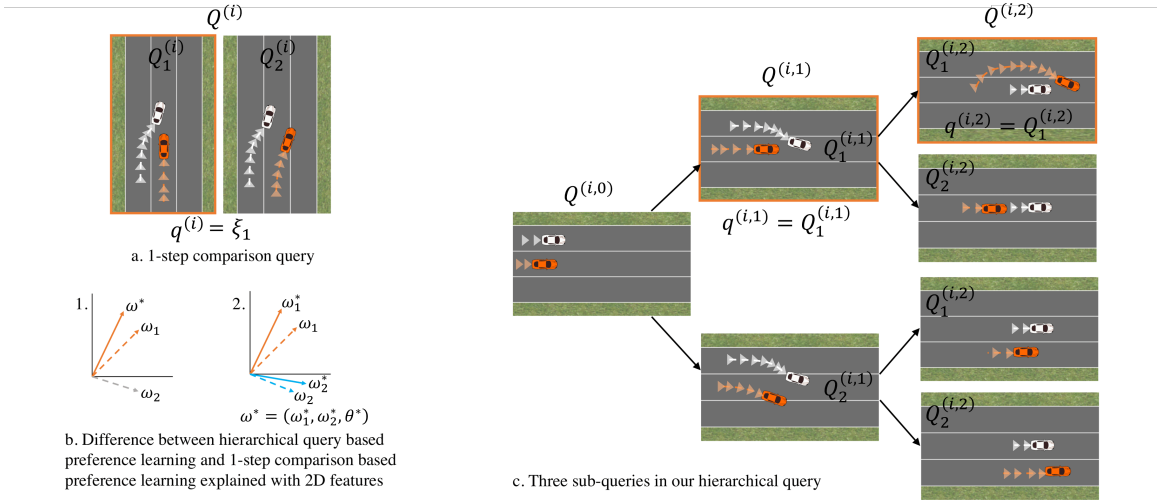 Q^{(i)}
Q_1^{(i)}
Q_2^{(i)}
q^{(i)} = ξ_1
a. 1-step comparison query
1.
ω^*
ω_1
ω_2
2.
ω_1^*
ω_1
ω_2^*
ω_2
ω^* = (ω_1^*, ω_2^*, θ^*)
b. Difference between hierarchical query based
preference learning and 1-step comparison based
preference learning explained with 2D features
Q^{(i,0)}
Q^{(i,1)}
Q_1^{(i,1)}
q^{(i,1)} = Q_1^{(i,1)}
Q_2^{(i,1)}
Q^{(i,2)}
Q_1^{(i,2)}
q^{(i,2)} = Q_1^{(i,2)}
Q_2^{(i,2)}
Q_1^{(i,2)}
Q_2^{(i,2)}
c. Three sub-queries in our hierarchical query